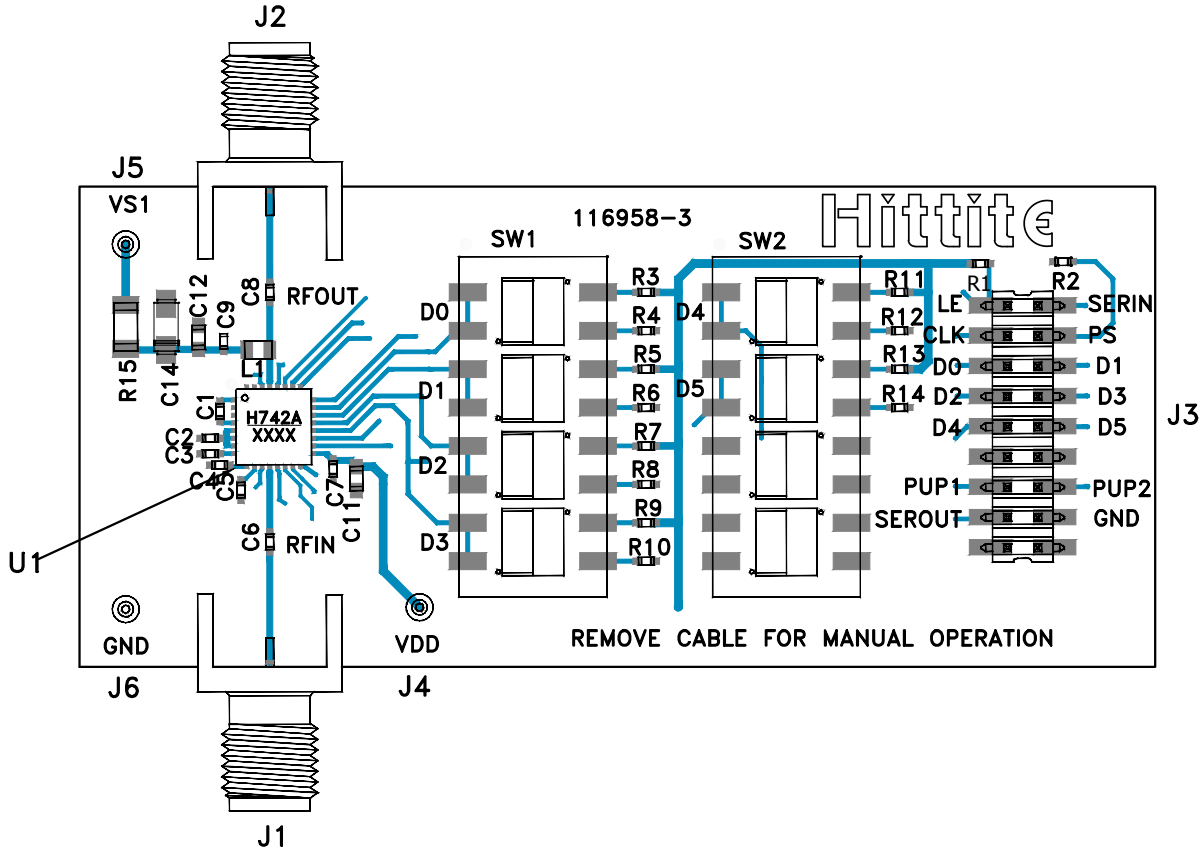 J2
J5
VS1
116958-3
Hittite
SW1
SW2
R3
R11
R1
R2
C12
C9
C8
RFOUT
D0
R4
D4
R12
LE
SERIN
CLK
PS
R15
C14
L1
R5
R13
D0
D1
D1
R6
D5
R14
D2
D3
C1
H742A
XXXX
C2
C3
C4
C5
C7
C11
D2
R7
D4
D5
J3
R8
PUP1
PUP2
D3
R9
SEROUT
GND
C6
RFIN
R10
U1
GND
VDD
REMOVE CABLE FOR MANUAL OPERATION
J6
J4
J1